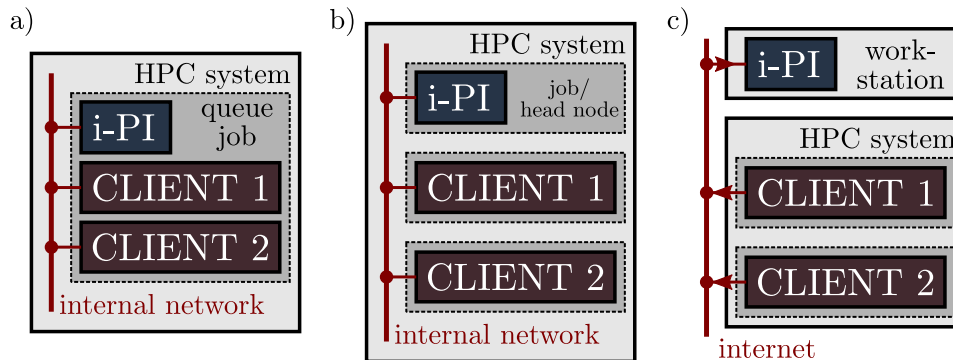 a)
HPC system
queue
job
i-PI
CLIENT 1
CLIENT 2
internal network
b)
HPC system
i-PI
job/
head node
CLIENT 1
CLIENT 2
internal network
c)
i-PI
work-
station
HPC system
CLIENT 1
CLIENT 2
internet